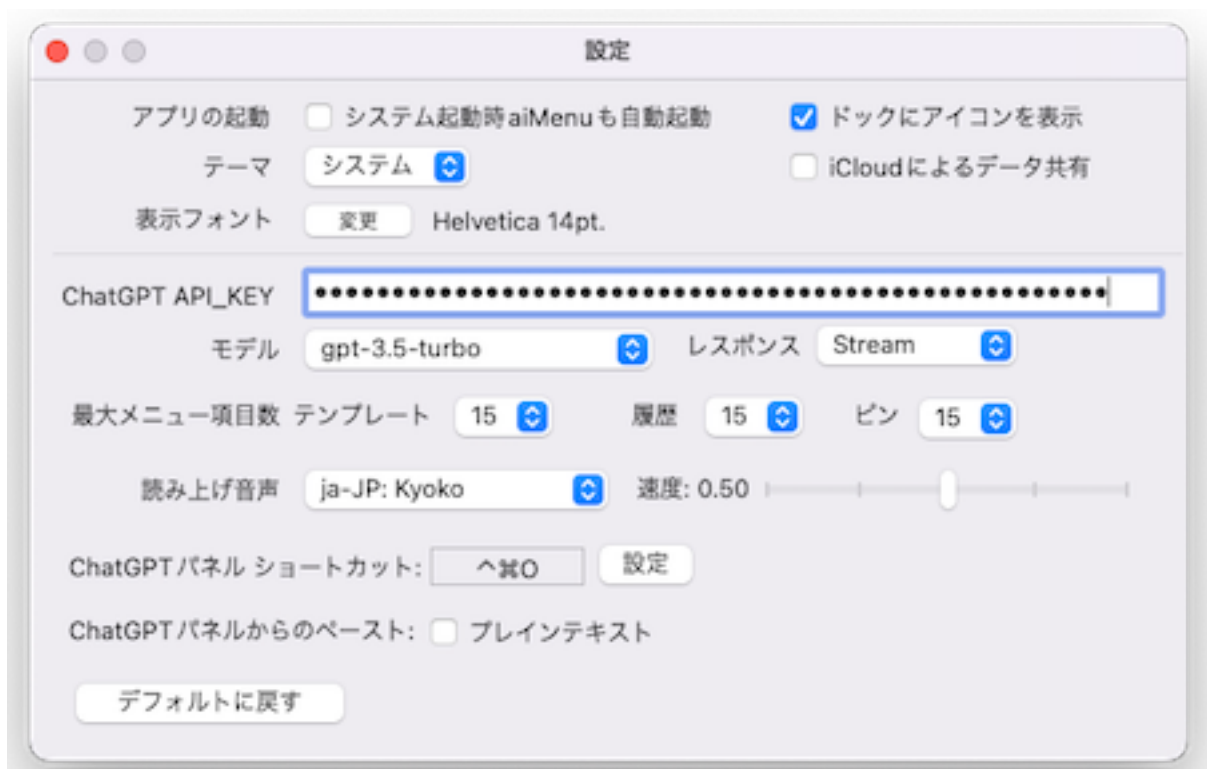 設定
アプリの起動 システム起動時aiMenuも自動起動 ドックにアイコンを表示
テーマ システム iCloudによるデータ共有
表示フォント 変更 Helvetica 14pt.
ChatGPT API_KEY •••••••••••••••••••••••••••••••••••••••••••••••••••
モデル gpt-3.5-turbo レスポンス Stream
最大メニュー項目数 テンプレート 15 履歴 15 ピン 15
読み上げ音声 ja-JP: Kyoko 速度: 0.50
ChatGPTパネル ショートカット: ^⌘O 設定
ChatGPTパネルからのペースト: プレインテキスト
デフォルトに戻す